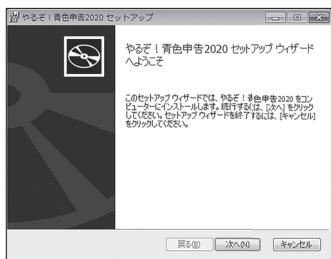 やるぞ！青色申告2020 セットアップ
やるぞ！青色申告2020 セットアップ ウィザード
へようこそ
このセットアップ ウィザードでは、やるぞ！青色申告2020 をコン
ピューターにインストールします。続行するには、[次へ] をクリック
してください。セットアップ ウィザードを終了するには、[キャンセル]
をクリックしてください。
戻る(B)
次へ(N)
キャンセル